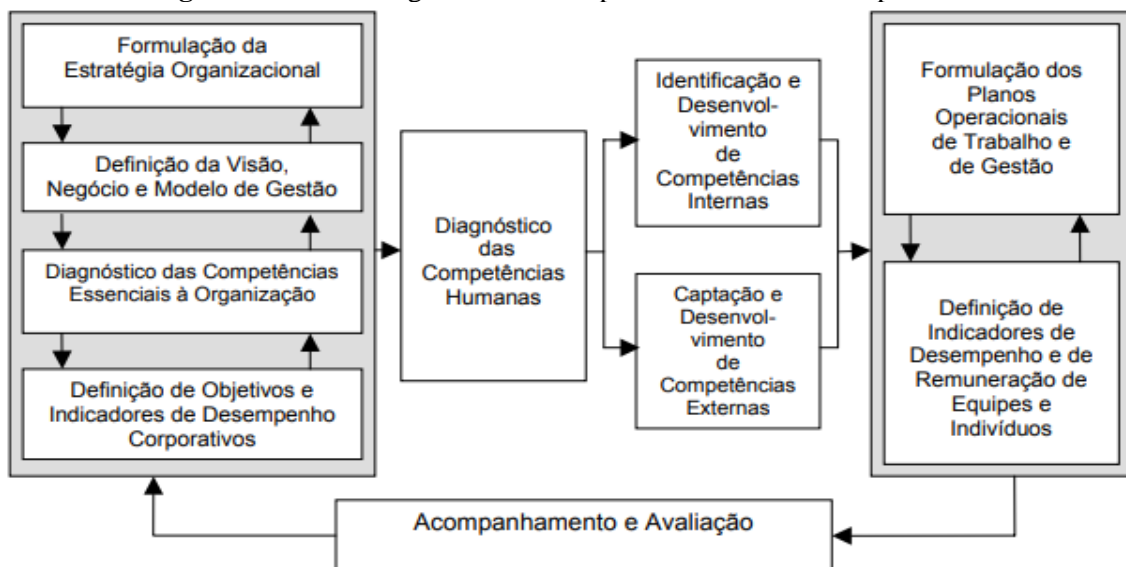 Formulação da
Estratégia Organizacional
Definição da Visão,
Negócio e Modelo de Gestão
Diagnóstico das Competências
Essenciais à Organização
Definição de Objetivos e
Indicadores de Desempenho
Corporativos
Diagnóstico
das
Competências
Humanas
Identificação e
Desenvol-
vimento
de
Competências
Internas
Captação e
Desenvol-
vimento
de
Competências
Externas
Formulação dos
Planos
Operacionais
de Trabalho e
de Gestão
Definição de
Indicadores de
Desempenho e de
Remuneração de
Equipes e
Indivíduos
Acompanhamento e Avaliação